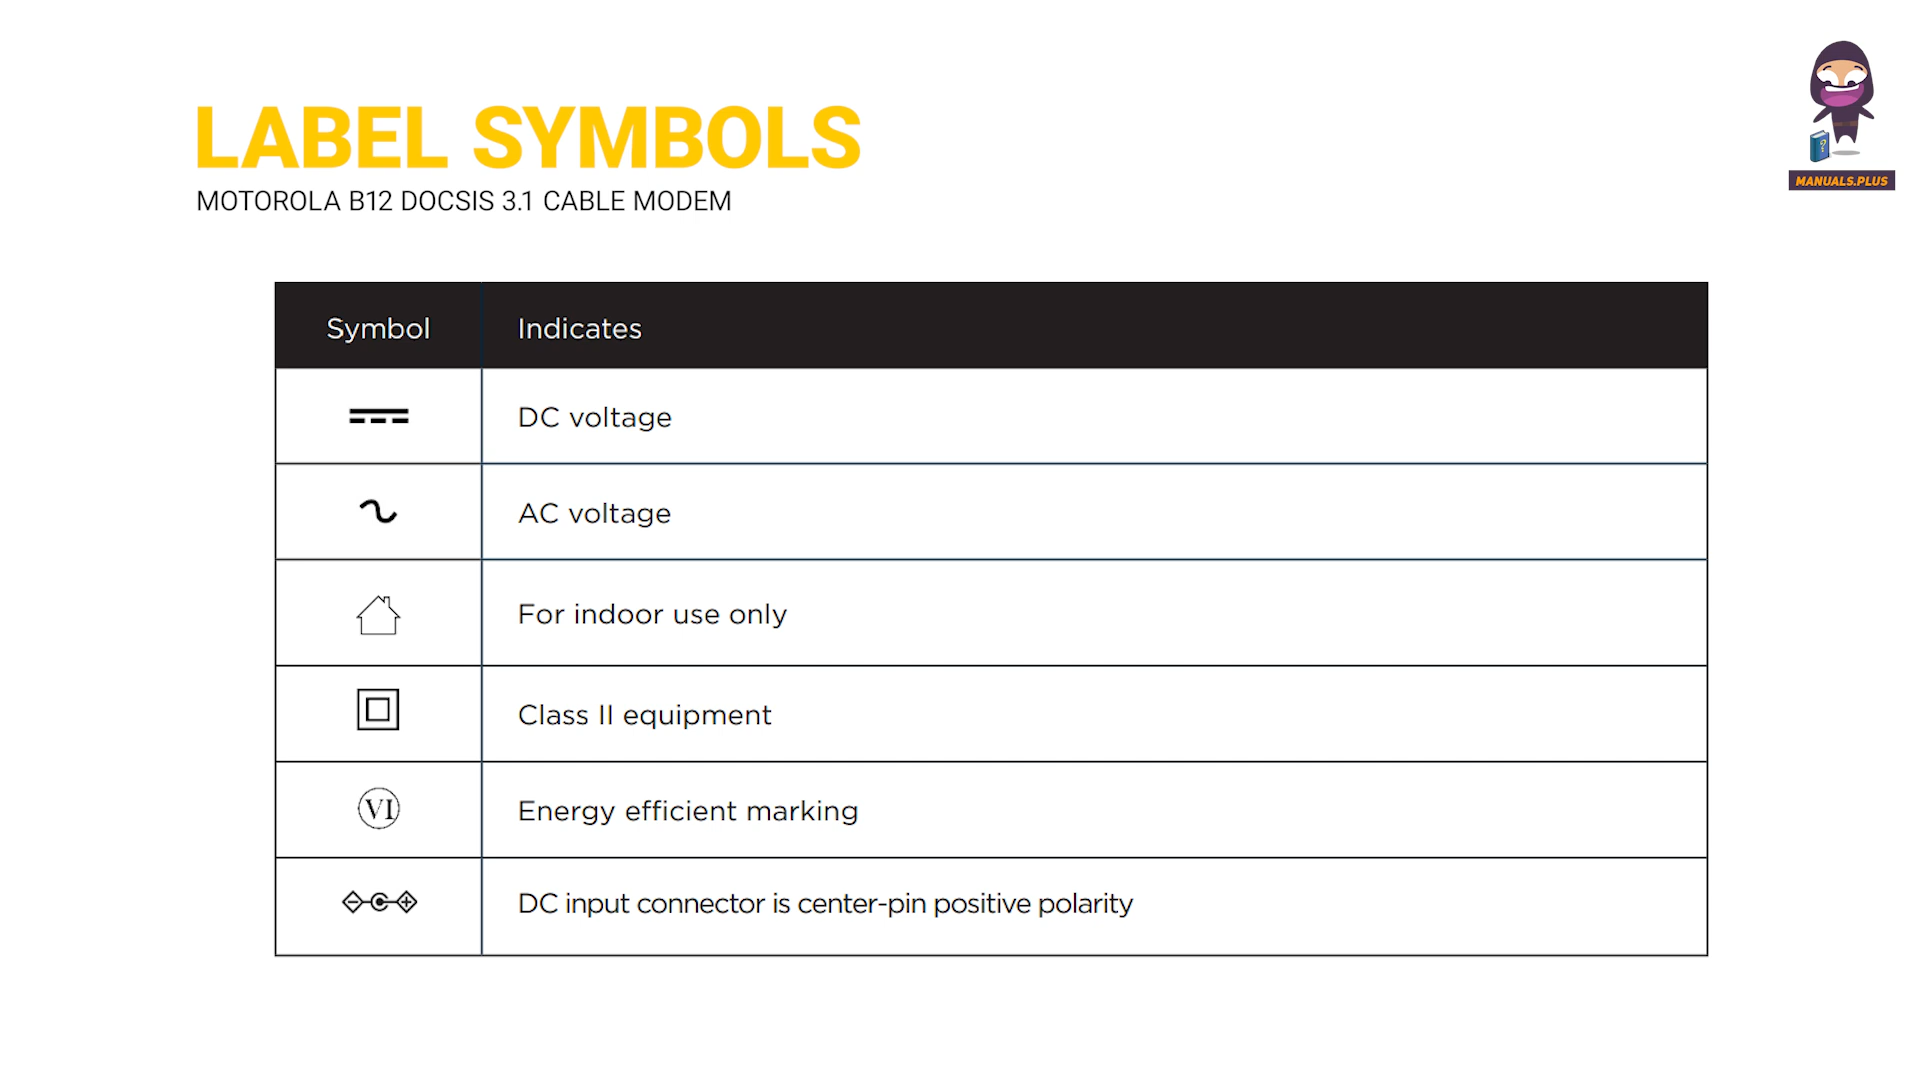 LABEL SYMBOLS
MOTOROLA B12 DOCSIS 3.1 CABLE MODEM
MANUALS.PLUS
Symbol Indicates
DC voltage
AC voltage
For indoor use only
Class II equipment
VI Energy efficient marking
DC input connector is center-pin positive polarity